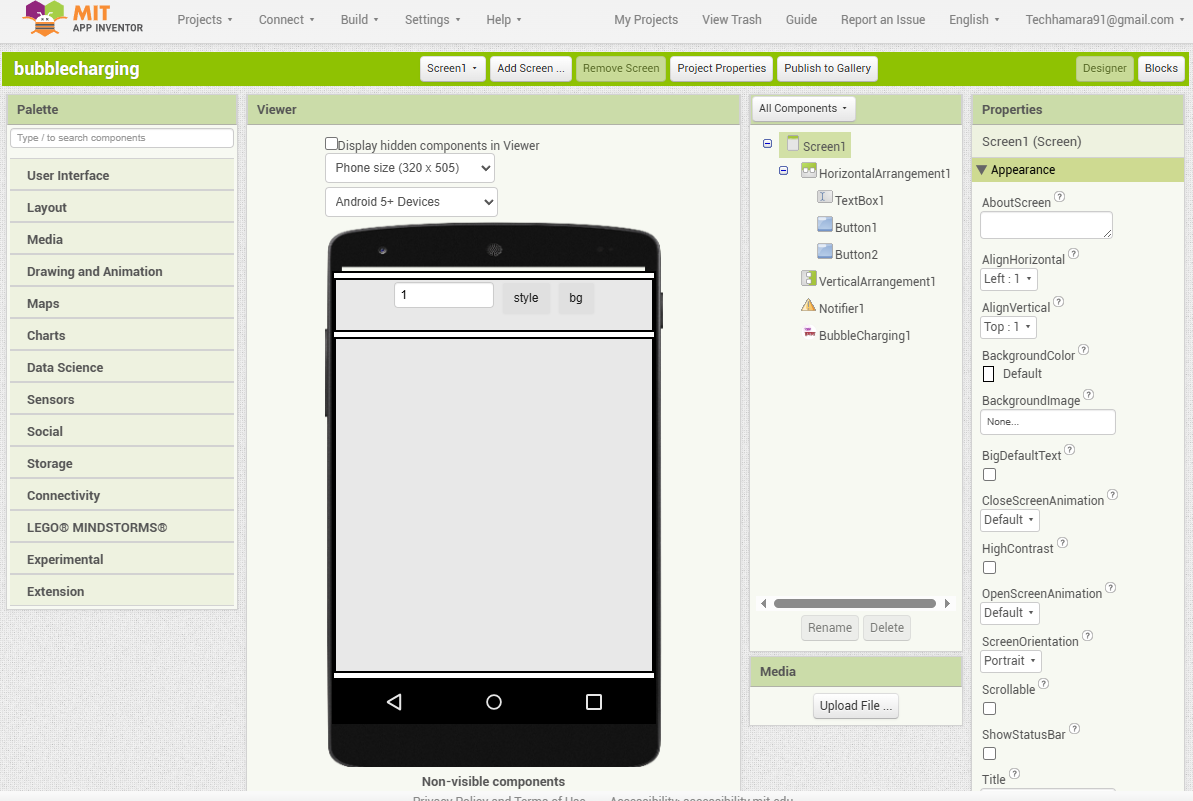 MIT
APP INVENTOR
Projects Connect Build Settings Help My Projects View Trash Guide Report an Issue English Techhamara91@gmail.com
bubblecharging
Screen1 Add Screen ... Remove Screen Project Properties Publish to Gallery Designer Blocks
Palette
Type / to search components
User Interface
Layout
Media
Drawing and Animation
Maps
Charts
Data Science
Sensors
Social
Storage
Connectivity
LEGO® MINDSTORMS®
Experimental
Extension
Viewer
Display hidden components in Viewer
Phone size (320 x 505)
Android 5+ Devices
1 style bg
Non-visible components
All Components
Screen1
HorizontalArrangement1
TextBox1
Button1
Button2
VerticalArrangement1
Notifier1
BubbleCharging1
Rename Delete
Media
Upload File ...
Properties
Screen1 (Screen)
Appearance
AboutScreen ?
AlignHorizontal ?
Left : 1
AlignVertical ?
Top : 1
BackgroundColor ?
Default
BackgroundImage ?
None...
BigDefaultText ?
CloseScreenAnimation ?
Default
HighContrast ?
OpenScreenAnimation ?
Default
ScreenOrientation ?
Portrait
Scrollable ?
ShowStatusBar ?
Title ?
Privacy Policy and Terms of Use Accessibility: accessibility.mit.edu